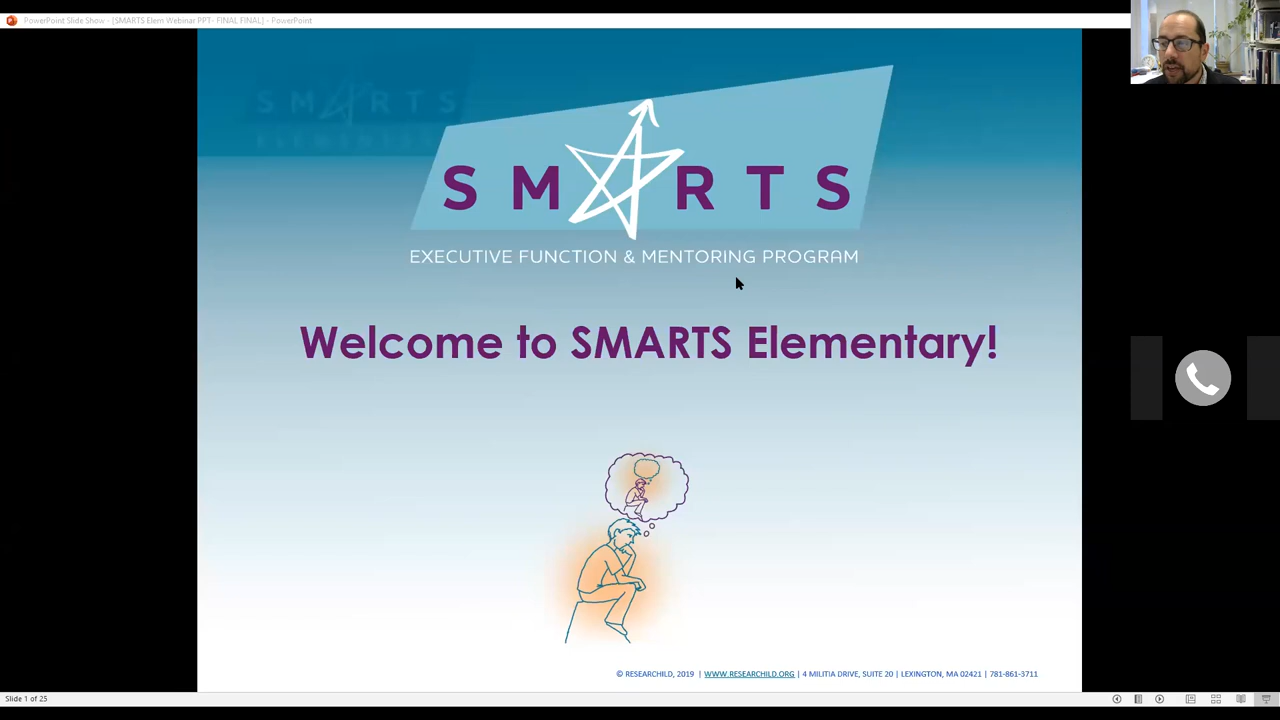 PowerPoint Slide Show - [SMARTS Elem Webinar PPT- FINAL FINAL] - PowerPoint
SMARTS
SMARTS
EXECUTIVE FUNCTION & MENTORING PROGRAM
Welcome to SMARTS Elementary!
© RESEARCHILD, 2019 | WWW.RESEARCHILD.ORG | 4 MILITIA DRIVE, SUITE 20 | LEXINGTON, MA 02421 | 781-861-3711
Slide 1 of 25